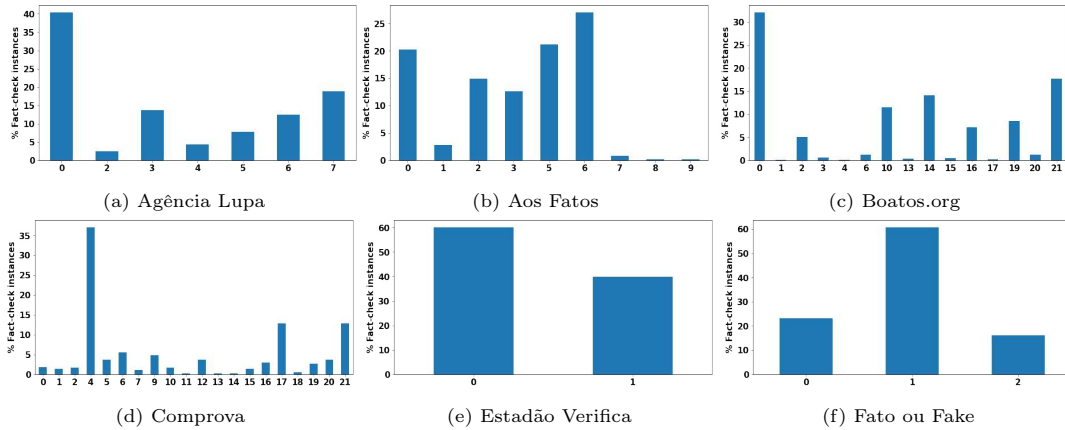 % Fact-check instances
40
35
30
25
20
15
10
5
0
0 2 3 4 5 6 7
(a) Agência Lupa
% Fact-check instances
25
20
15
10
5
0
0 1 2 3 5 6 7 8 9
(b) Aos Fatos
% Fact-check instances
30
25
20
15
10
5
0
0 1 2 3 4 6 10 13 14 15 16 17 19 20 21
(c) Boatos.org
% Fact-check instances
35
30
25
20
15
10
5
0
0 1 2 4 5 6 7 9 10 11 12 13 14 15 16 17 18 19 20 21
(d) Comprova
% Fact-check instances
60
50
40
30
20
10
0
0 1
(e) Estadão Verifica
% Fact-check instances
60
50
40
30
20
10
0
0 1 2
(f) Fato ou Fake